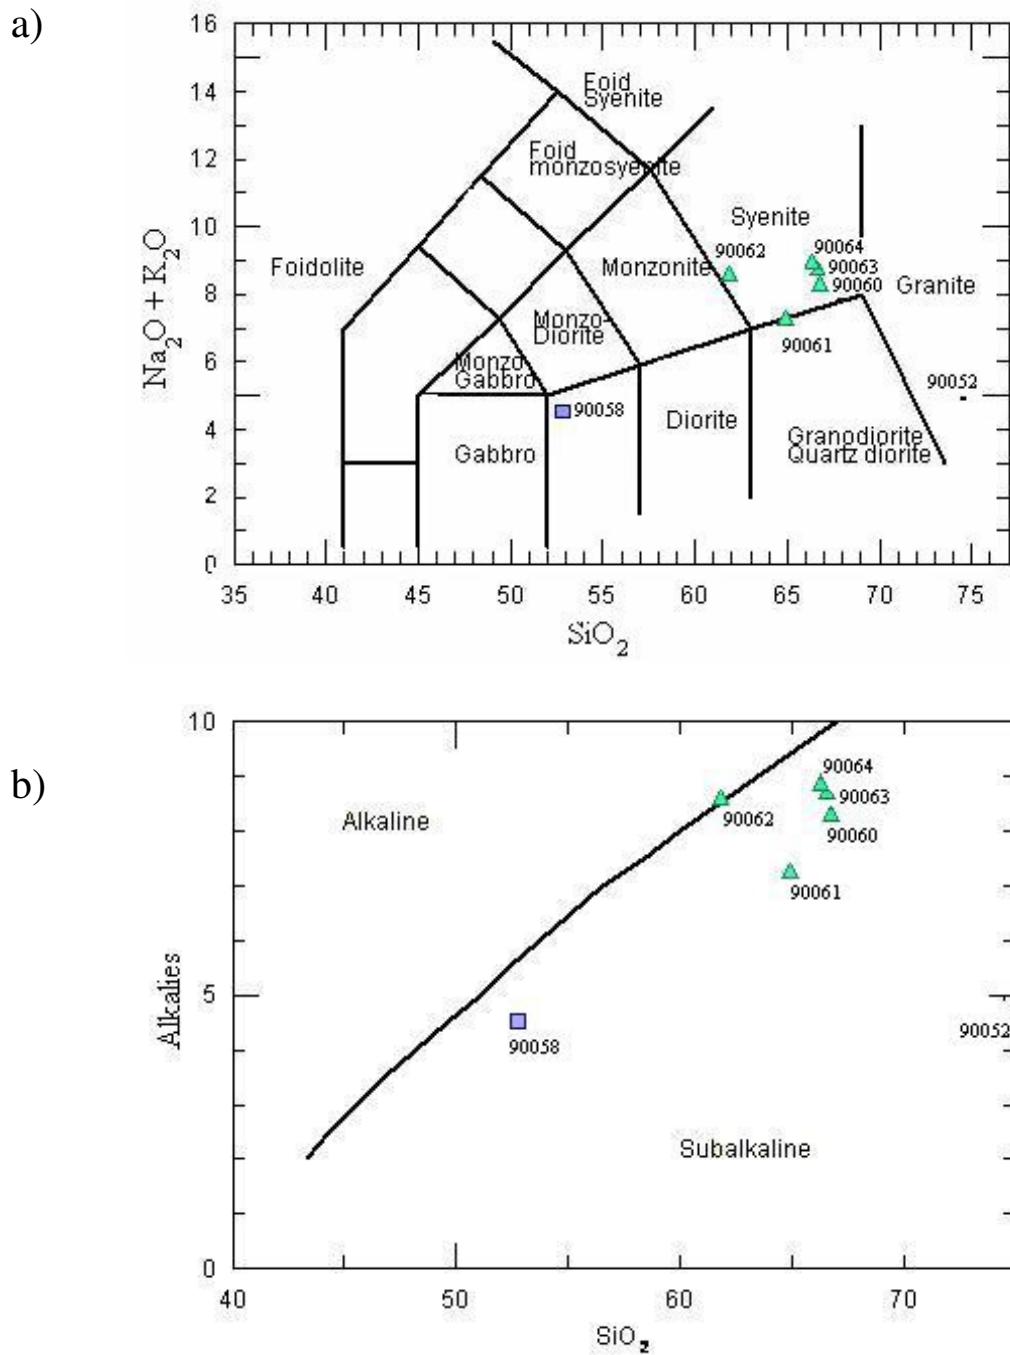 a)
16
14
12
10
8
6
4
2
0
Na2O + K2O
Foid
Syenite
Foid
monzosyenite
Syenite
90062
90064
90063
90060
Foidolite
Monzonite
Granite
Monzo-
Diorite
90061
Monzo
Gabbro
90052
90058
Diorite
Granodiorite
Quartz diorite
Gabbro
35 40 45 50 55 60 65 70 75
SiO2
b)
10
5
0
Alkalies
90064
90063
90062
90060
Alkaline
90061
90058
90052
Subalkaline
40 50 60 70
SiO2